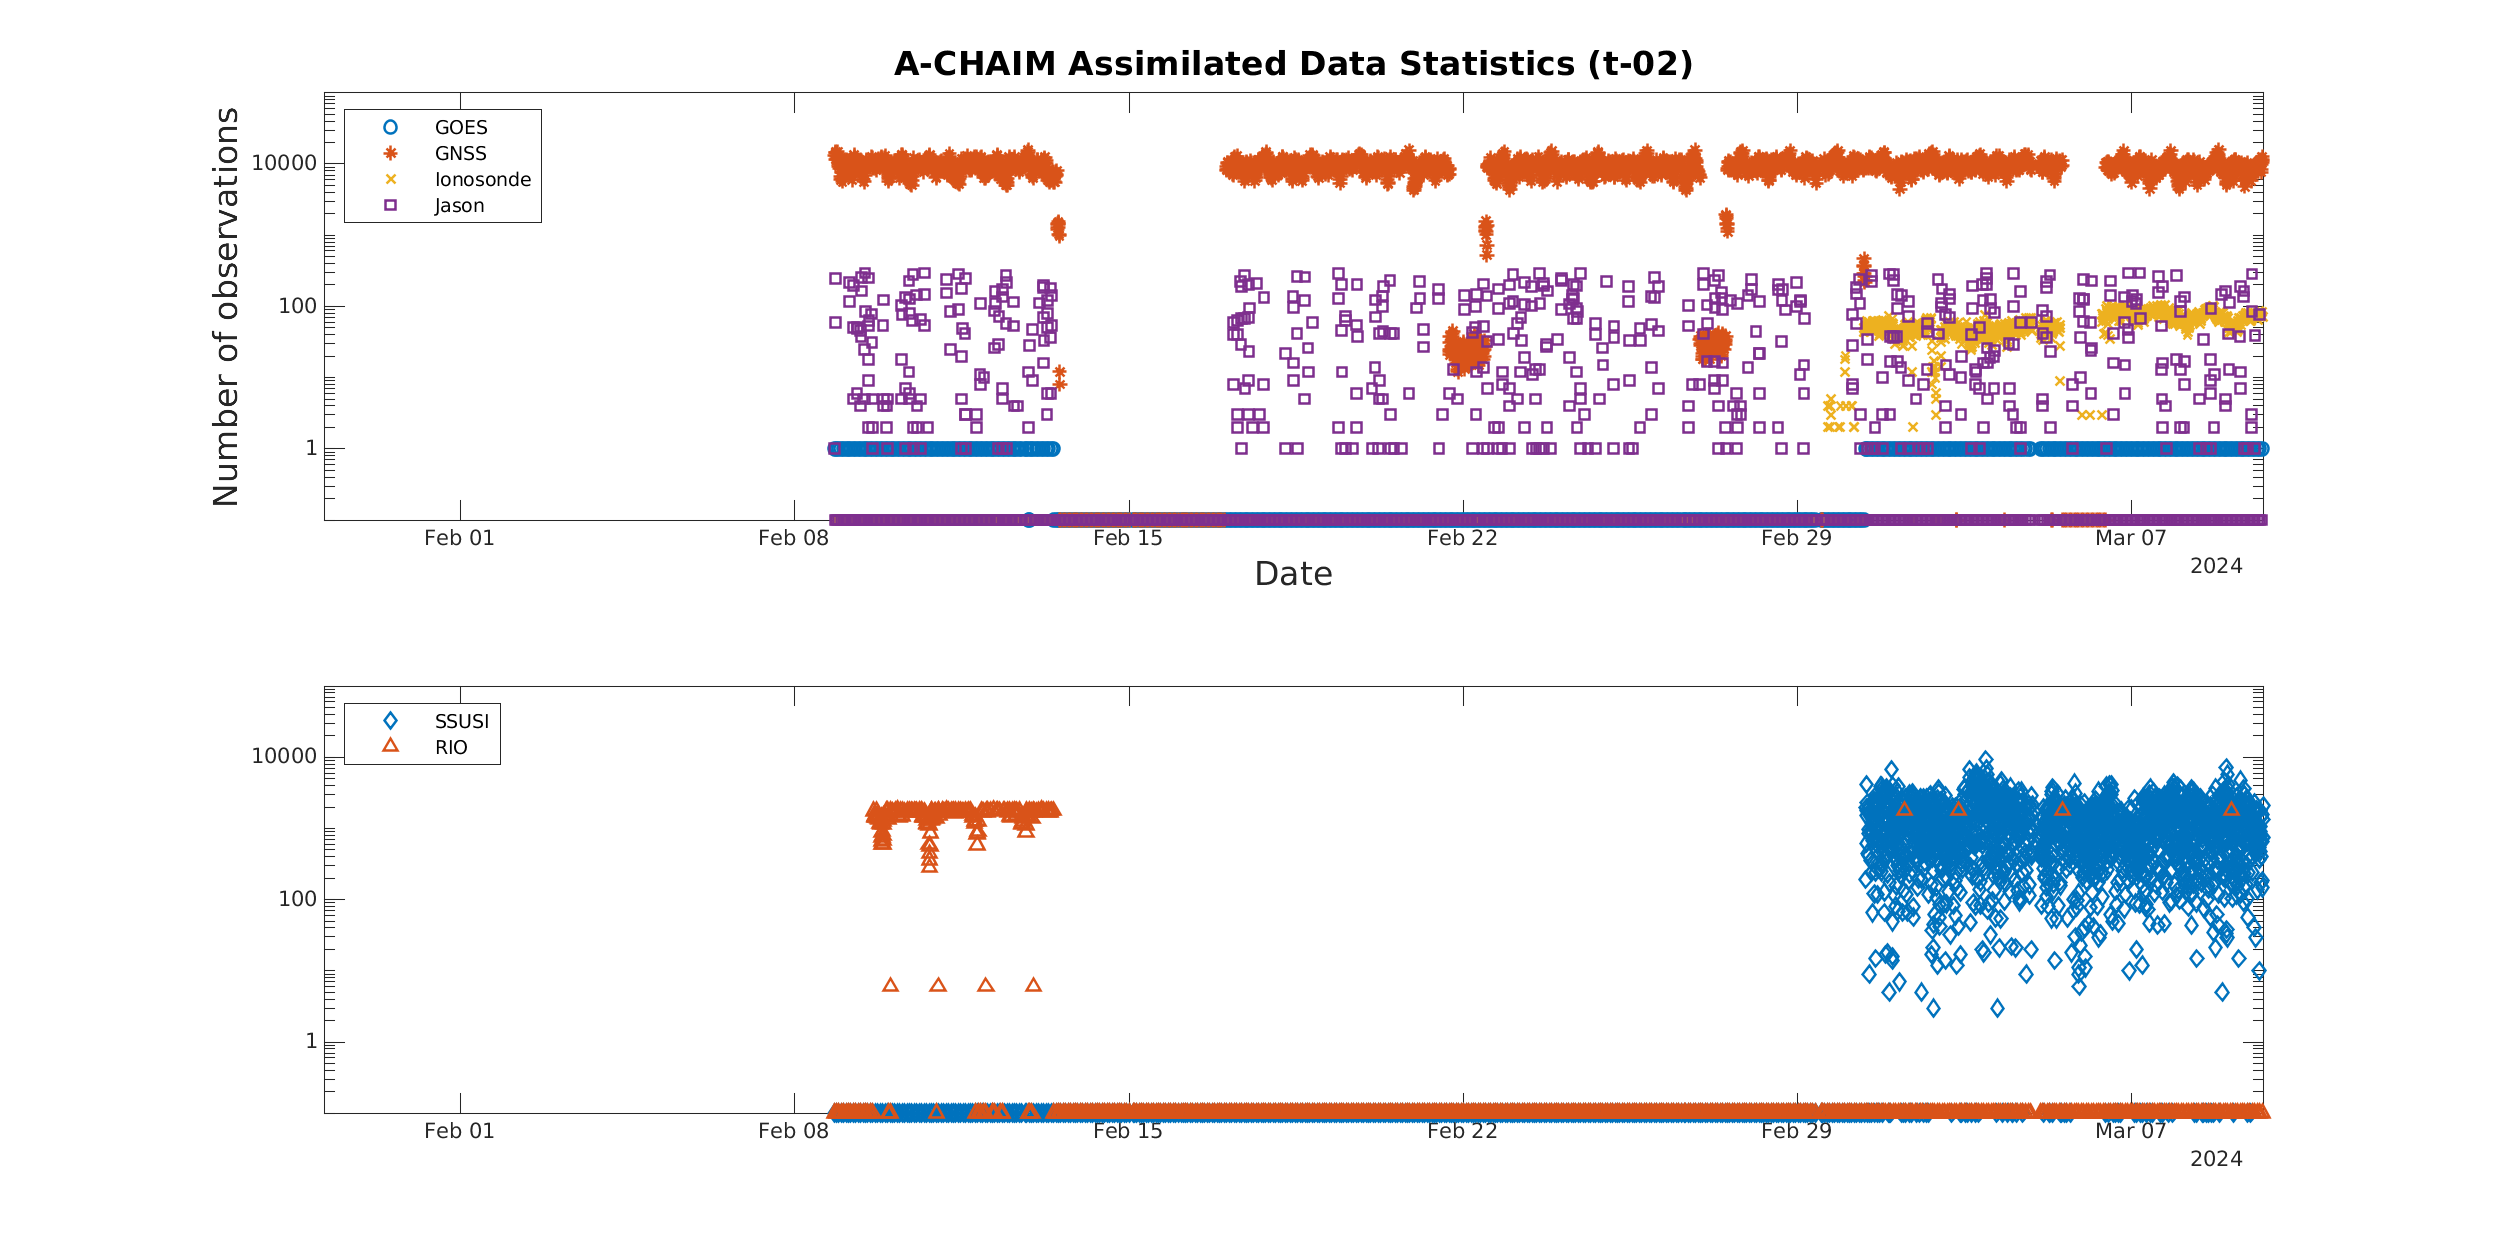 A-CHAIM Assimilated Data Statistics (t-02)
Number of observations
10000
100
1
GOES
GNSS
Ionosonde
Jason
Feb 01 Feb 08 Feb 15 Feb 22 Feb 29 Mar 07
2024
Date
10000
100
1
SSUSI
RIO
Feb 01 Feb 08 Feb 15 Feb 22 Feb 29 Mar 07
2024